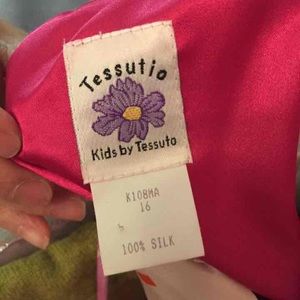 Tessutio
Kids by Tessuto
K108MA
16
100% SILK